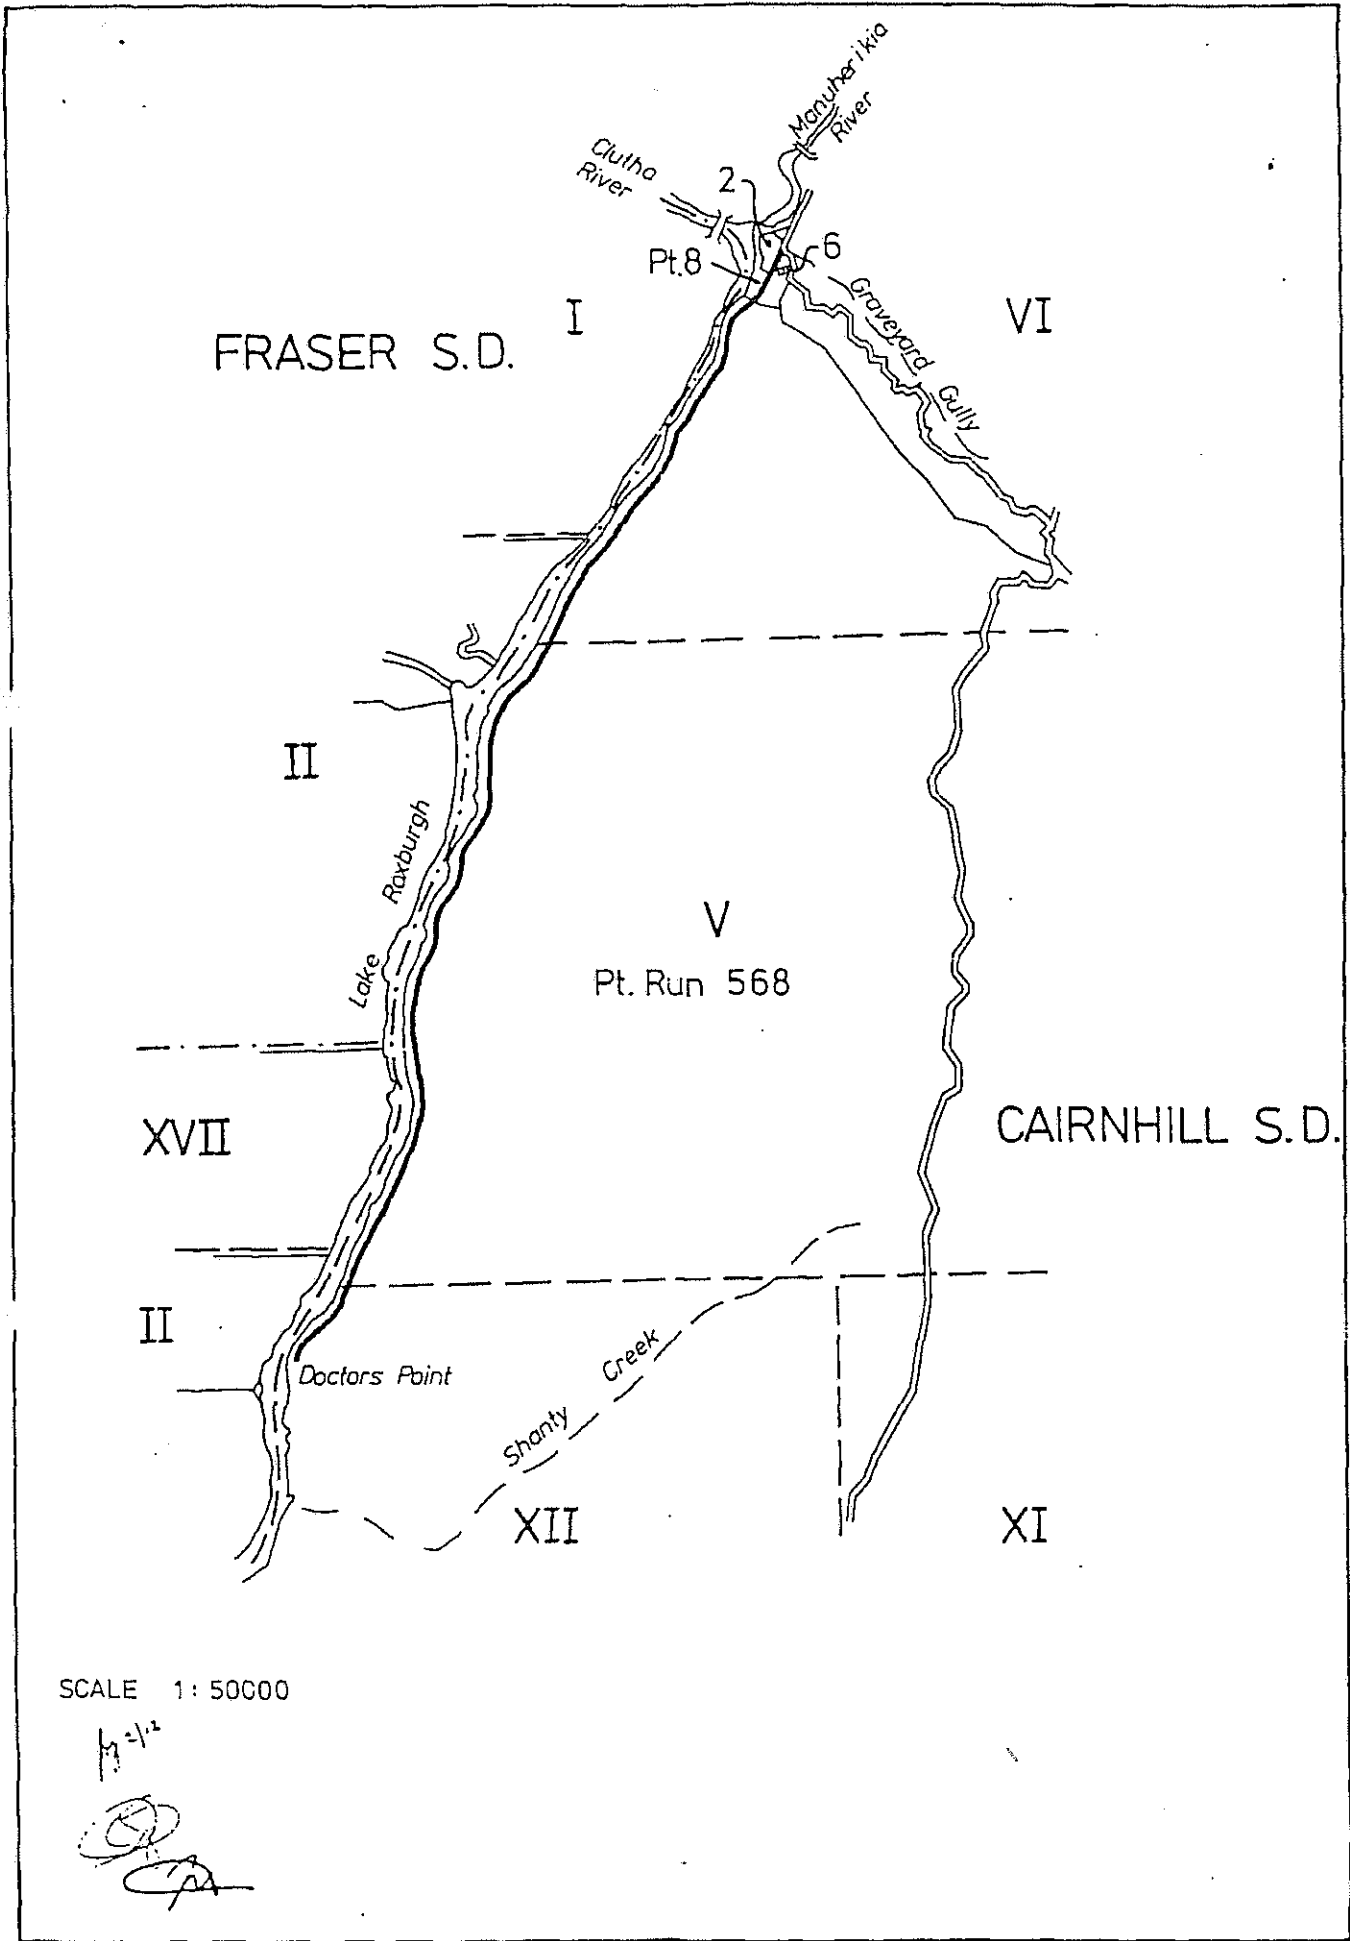 Manuherikia
River
Clutha
River
2
Pt.8
6
I
VI
FRASER S.D.
Graveyard Gully
II
Lake Roxburgh
V
Pt. Run 568
XVII
CAIRNHILL S.D.
II
Doctors Point
Shanty Creek
XII
XI
SCALE 1:50000